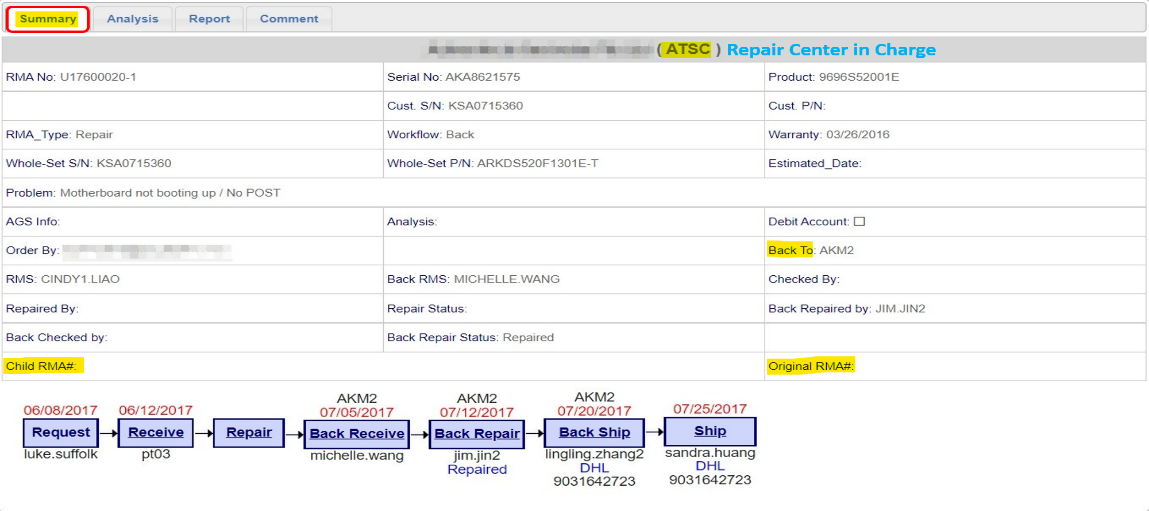 Summary Analysis Report Comment
( ATSC ) Repair Center in Charge
RMA No: U17600020-1 Serial No: AKA8621575 Product: 9696S52001E
Cust. S/N: KSA0715360 Cust. P/N:
RMA_Type: Repair Workflow: Back Warranty: 03/26/2016
Whole-Set S/N: KSA0715360 Whole-Set P/N: ARKDS520F1301E-T Estimated_Date:
Problem: Motherboard not booting up / No POST
AGS Info: Analysis: Debit Account:
Order By: Back To: AKM2
RMS: CINDY1.LIAO Back RMS: MICHELLE.WANG Checked By:
Repaired By: Repair Status: Back Repaired by: JIM.JIN2
Back Checked by: Back Repair Status: Repaired
Child RMA#: Original RMA#:
AKM2 AKM2 AKM2
06/08/2017 06/12/2017 07/05/2017 07/12/2017 07/20/2017 07/25/2017
Request Receive Repair Back Receive Back Repair Back Ship Ship
luke.suffolk pt03 michelle.wang jim.jin2 lingling.zhang2 sandra.huang
Repaired DHL DHL
9031642723 9031642723